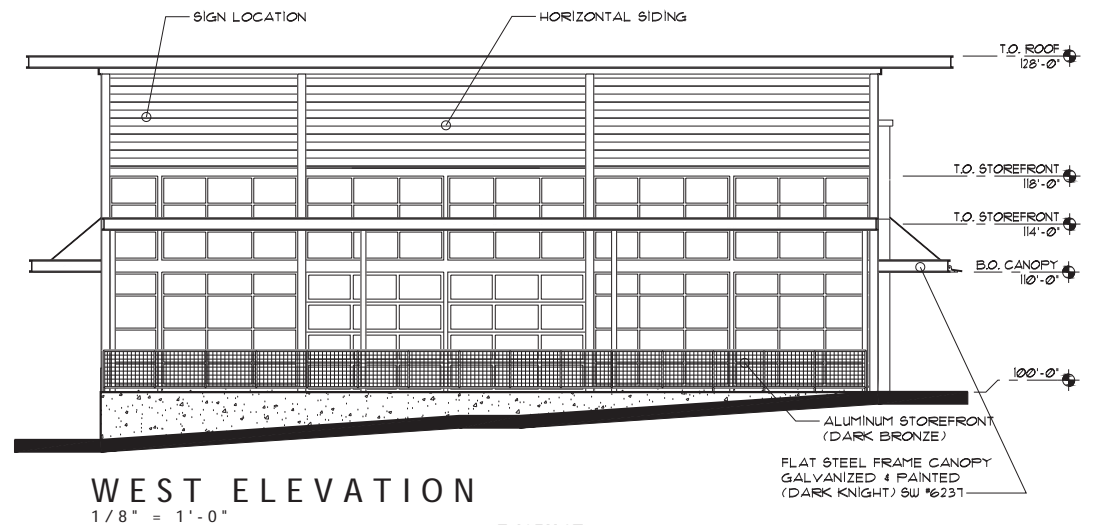 SIGN LOCATION
HORIZONTAL SIDING
T.O. ROOF
128'-0"
T.O. STOREFRONT
118'-0"
T.O. STOREFRONT
114'-0"
B.O. CANOPY
110'-0"
100'-0"
ALUMINUM STOREFRONT
(DARK BRONZE)
FLAT STEEL FRAME CANOPY
GALVANIZED & PAINTED
(DARK KNIGHT) SW #6237
WEST ELEVATION
1/8" = 1'-0"